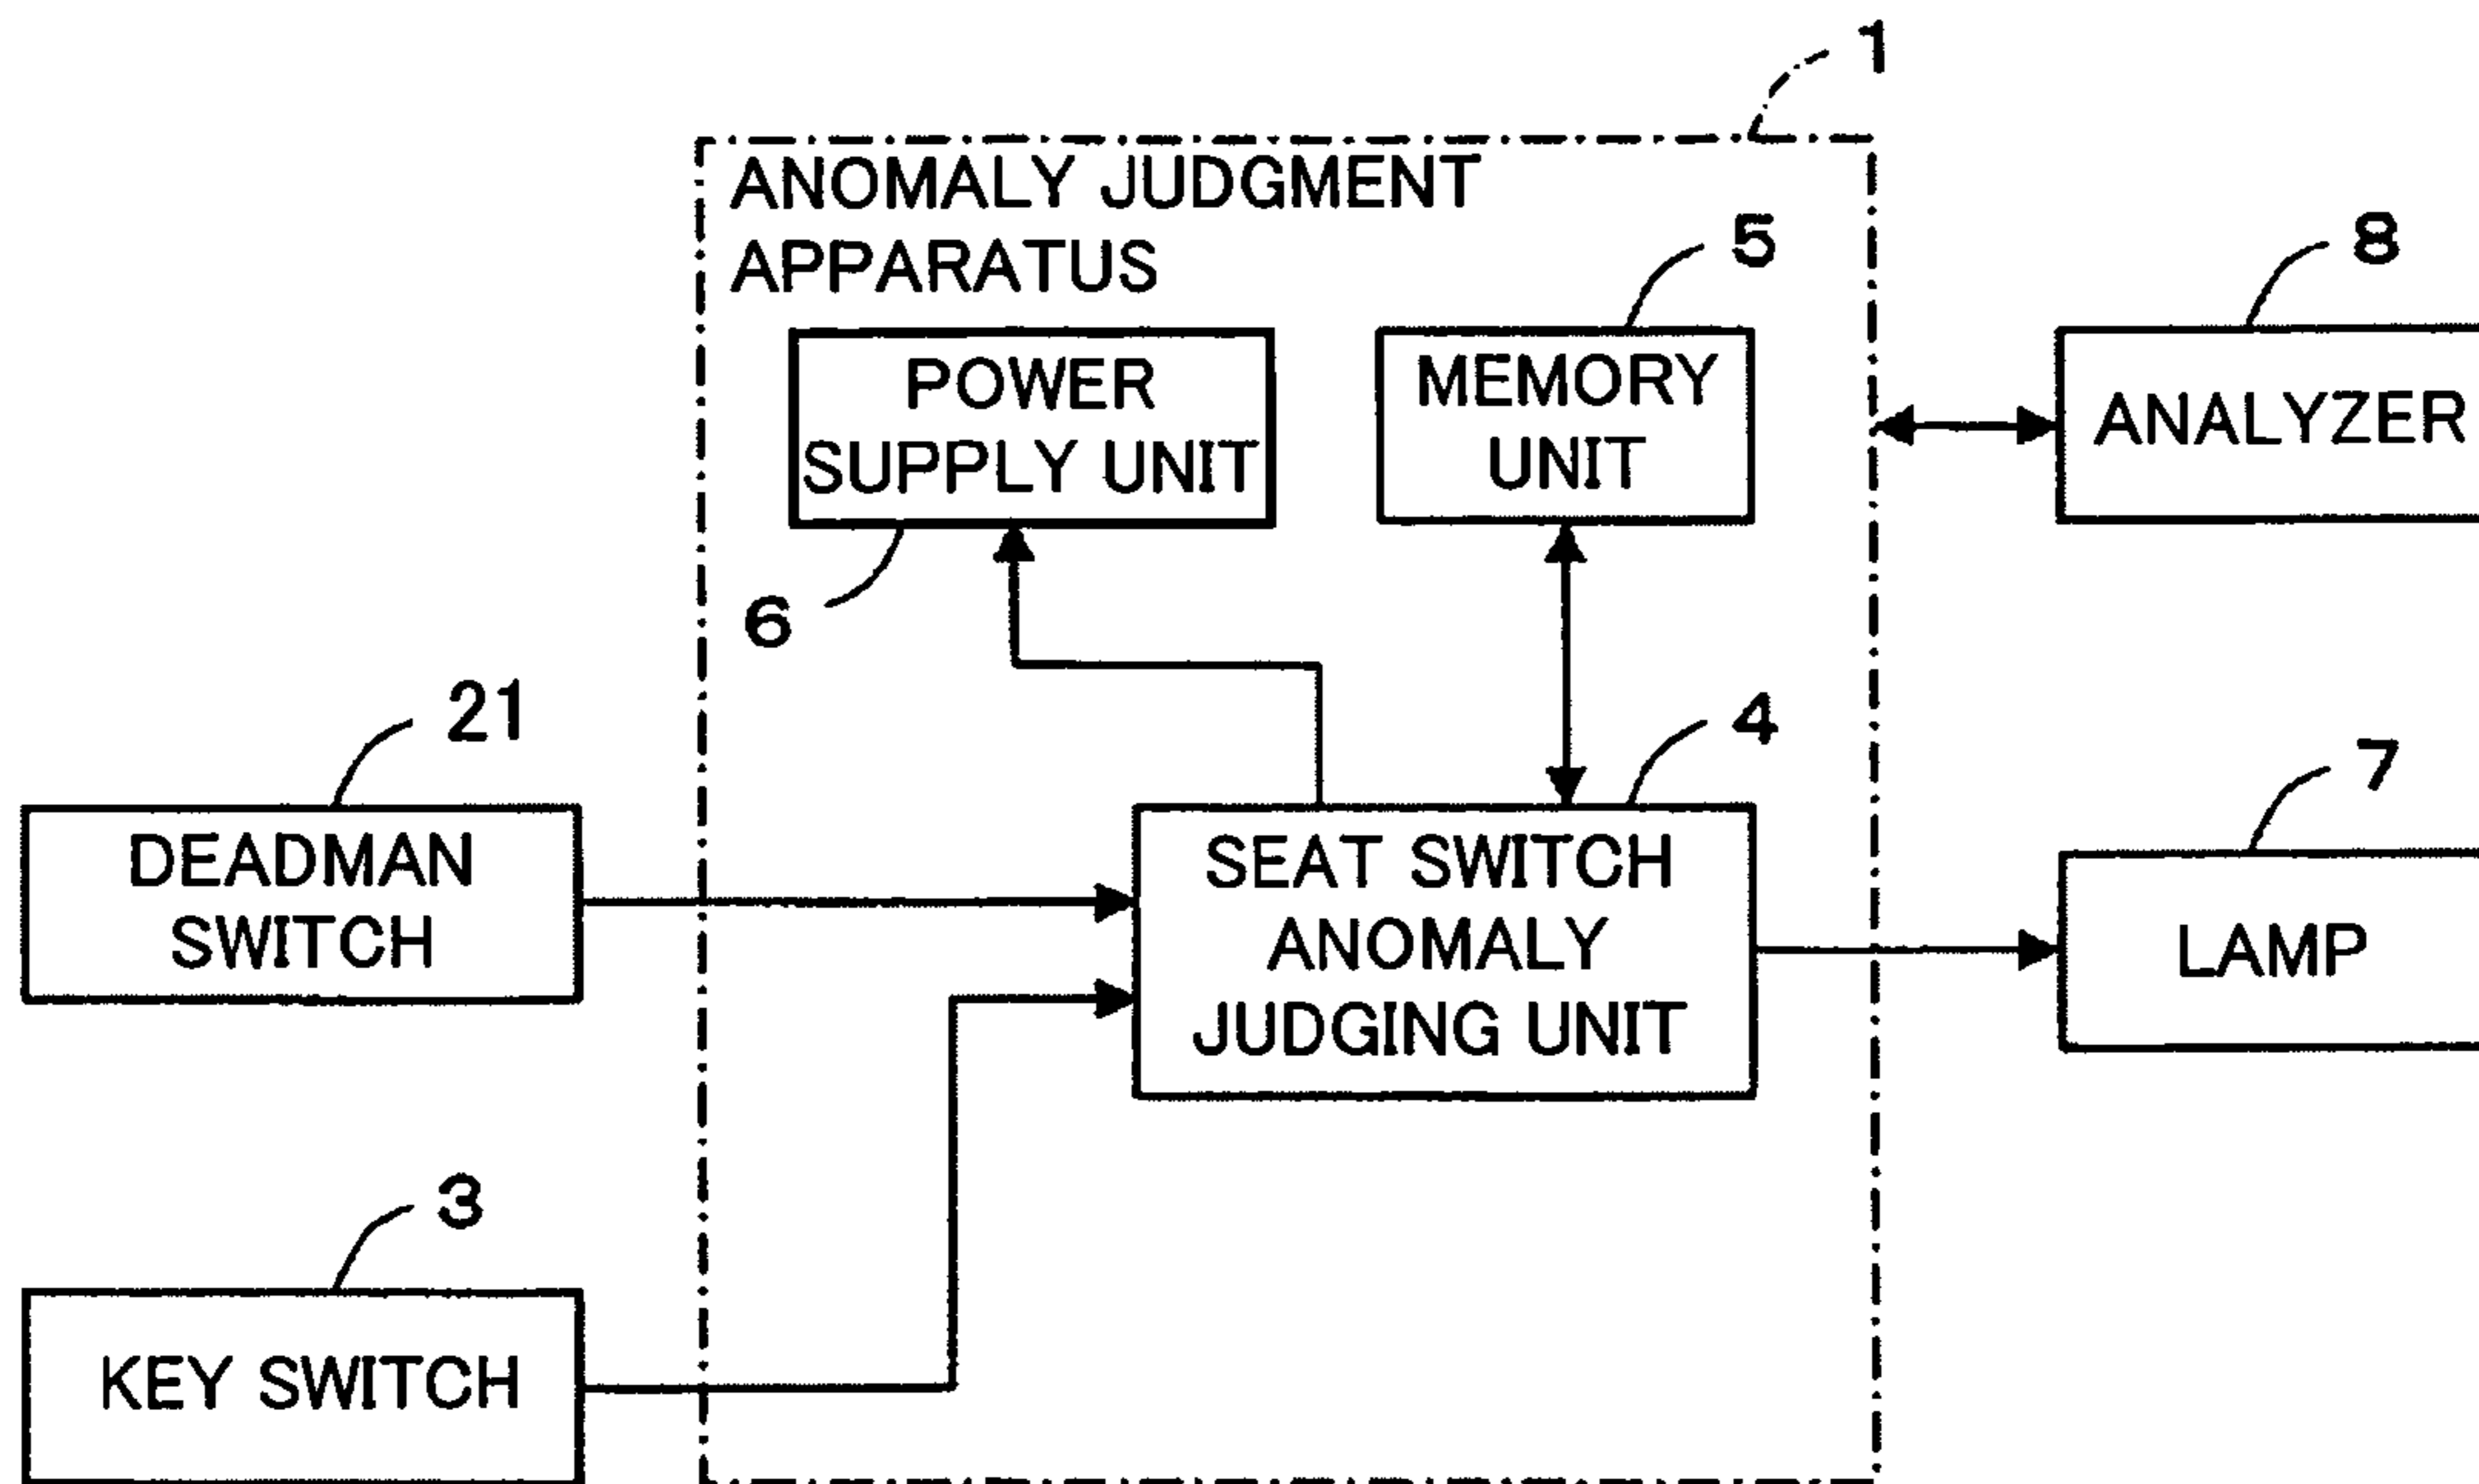 1
ANOMALY JUDGMENT
APPARATUS
5
8
POWER
SUPPLY UNIT
MEMORY
UNIT
ANALYZER
6
21
4
7
DEADMAN
SWITCH
SEAT SWITCH
ANOMALY
JUDGING UNIT
LAMP
3
KEY SWITCH